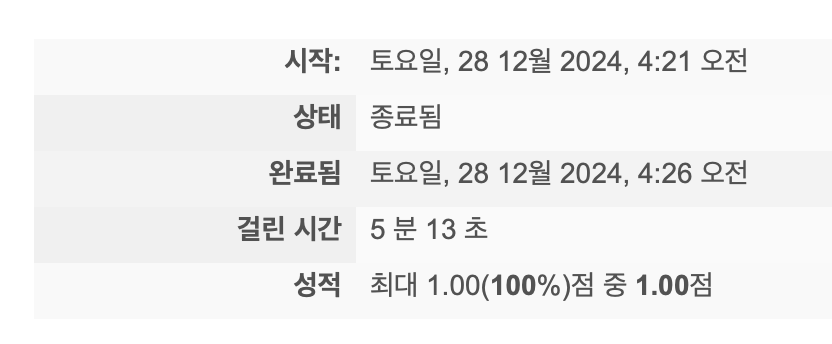 시작: 토요일, 28 12월 2024, 4:21 오전
상태 종료됨
완료됨 토요일, 28 12월 2024, 4:26 오전
걸린 시간 5 분 13 초
성적 최대 1.00(100%)점 중 1.00점